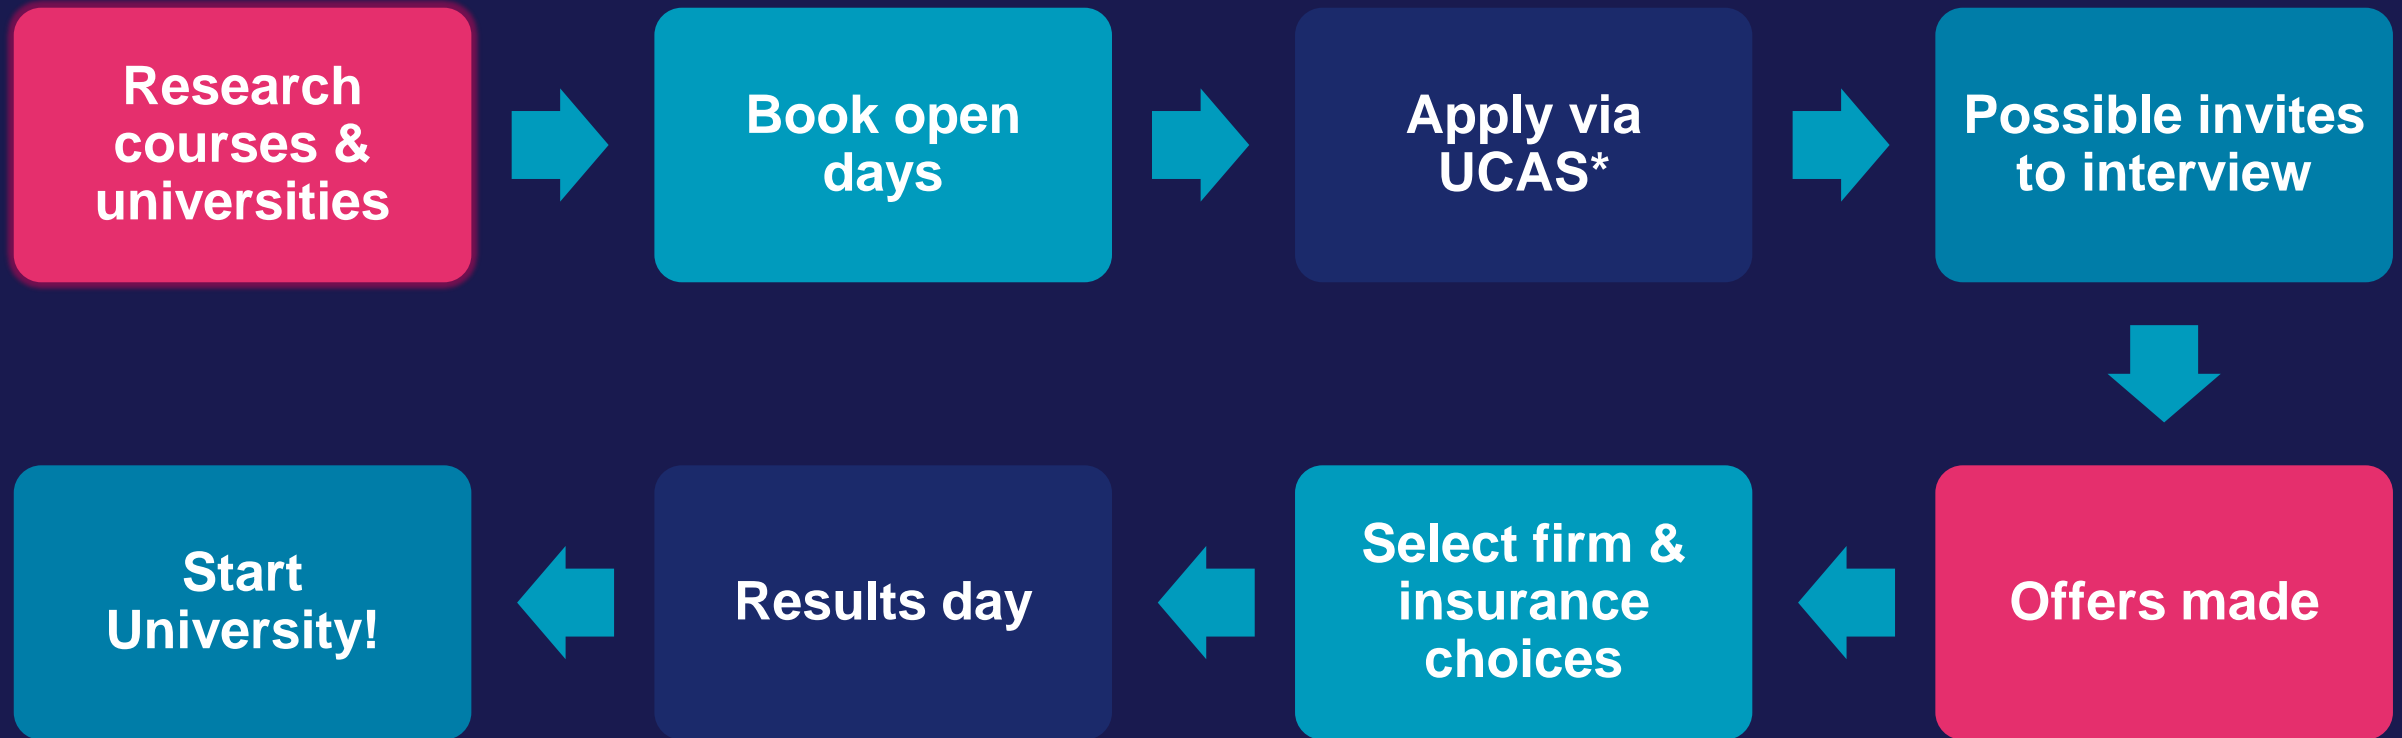 Research
courses &
universities
Book open
days
Apply via
UCAS*
Possible invites
to interview
Offers made
Select firm &
insurance
choices
Results day
Start
University!